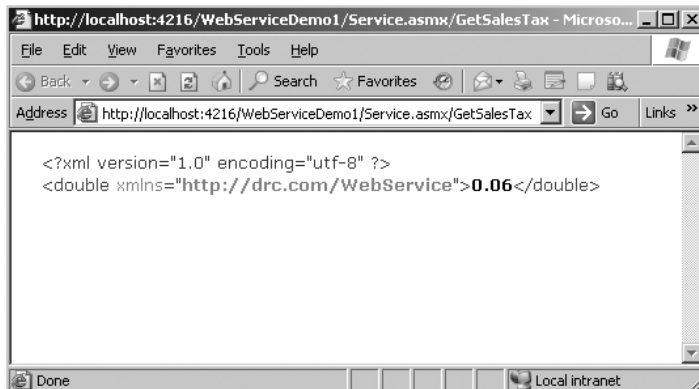 http://localhost:4216/WebServiceDemo1/Service.asmx/GetSalesTax - Microso...
File Edit View Favorites Tools Help
Back Search Favorites
Address http://localhost:4216/WebServiceDemo1/Service.asmx/GetSalesTax Go Links »
<?xml version="1.0" encoding="utf-8" ?>
<double xmlns="http://drc.com/WebService">0.06</double>
Done Local intranet